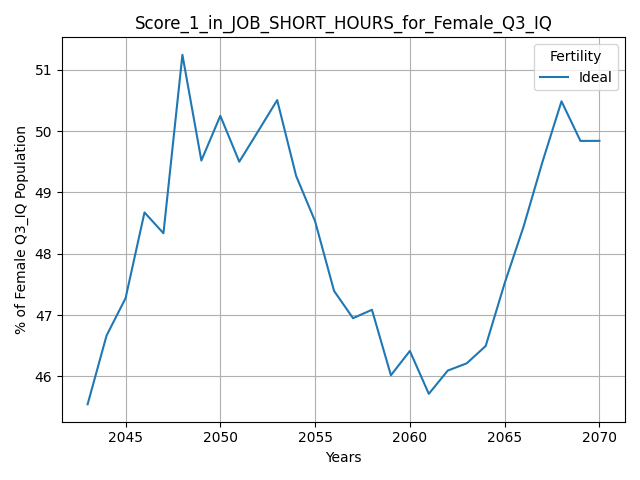 Score_1_in_JOB_SHORT_HOURS_for_Female_Q3_IQ
Fertility
Ideal
% of Female Q3_IQ Population
51
50
49
48
47
46
2045 2050 2055 2060 2065 2070
Years